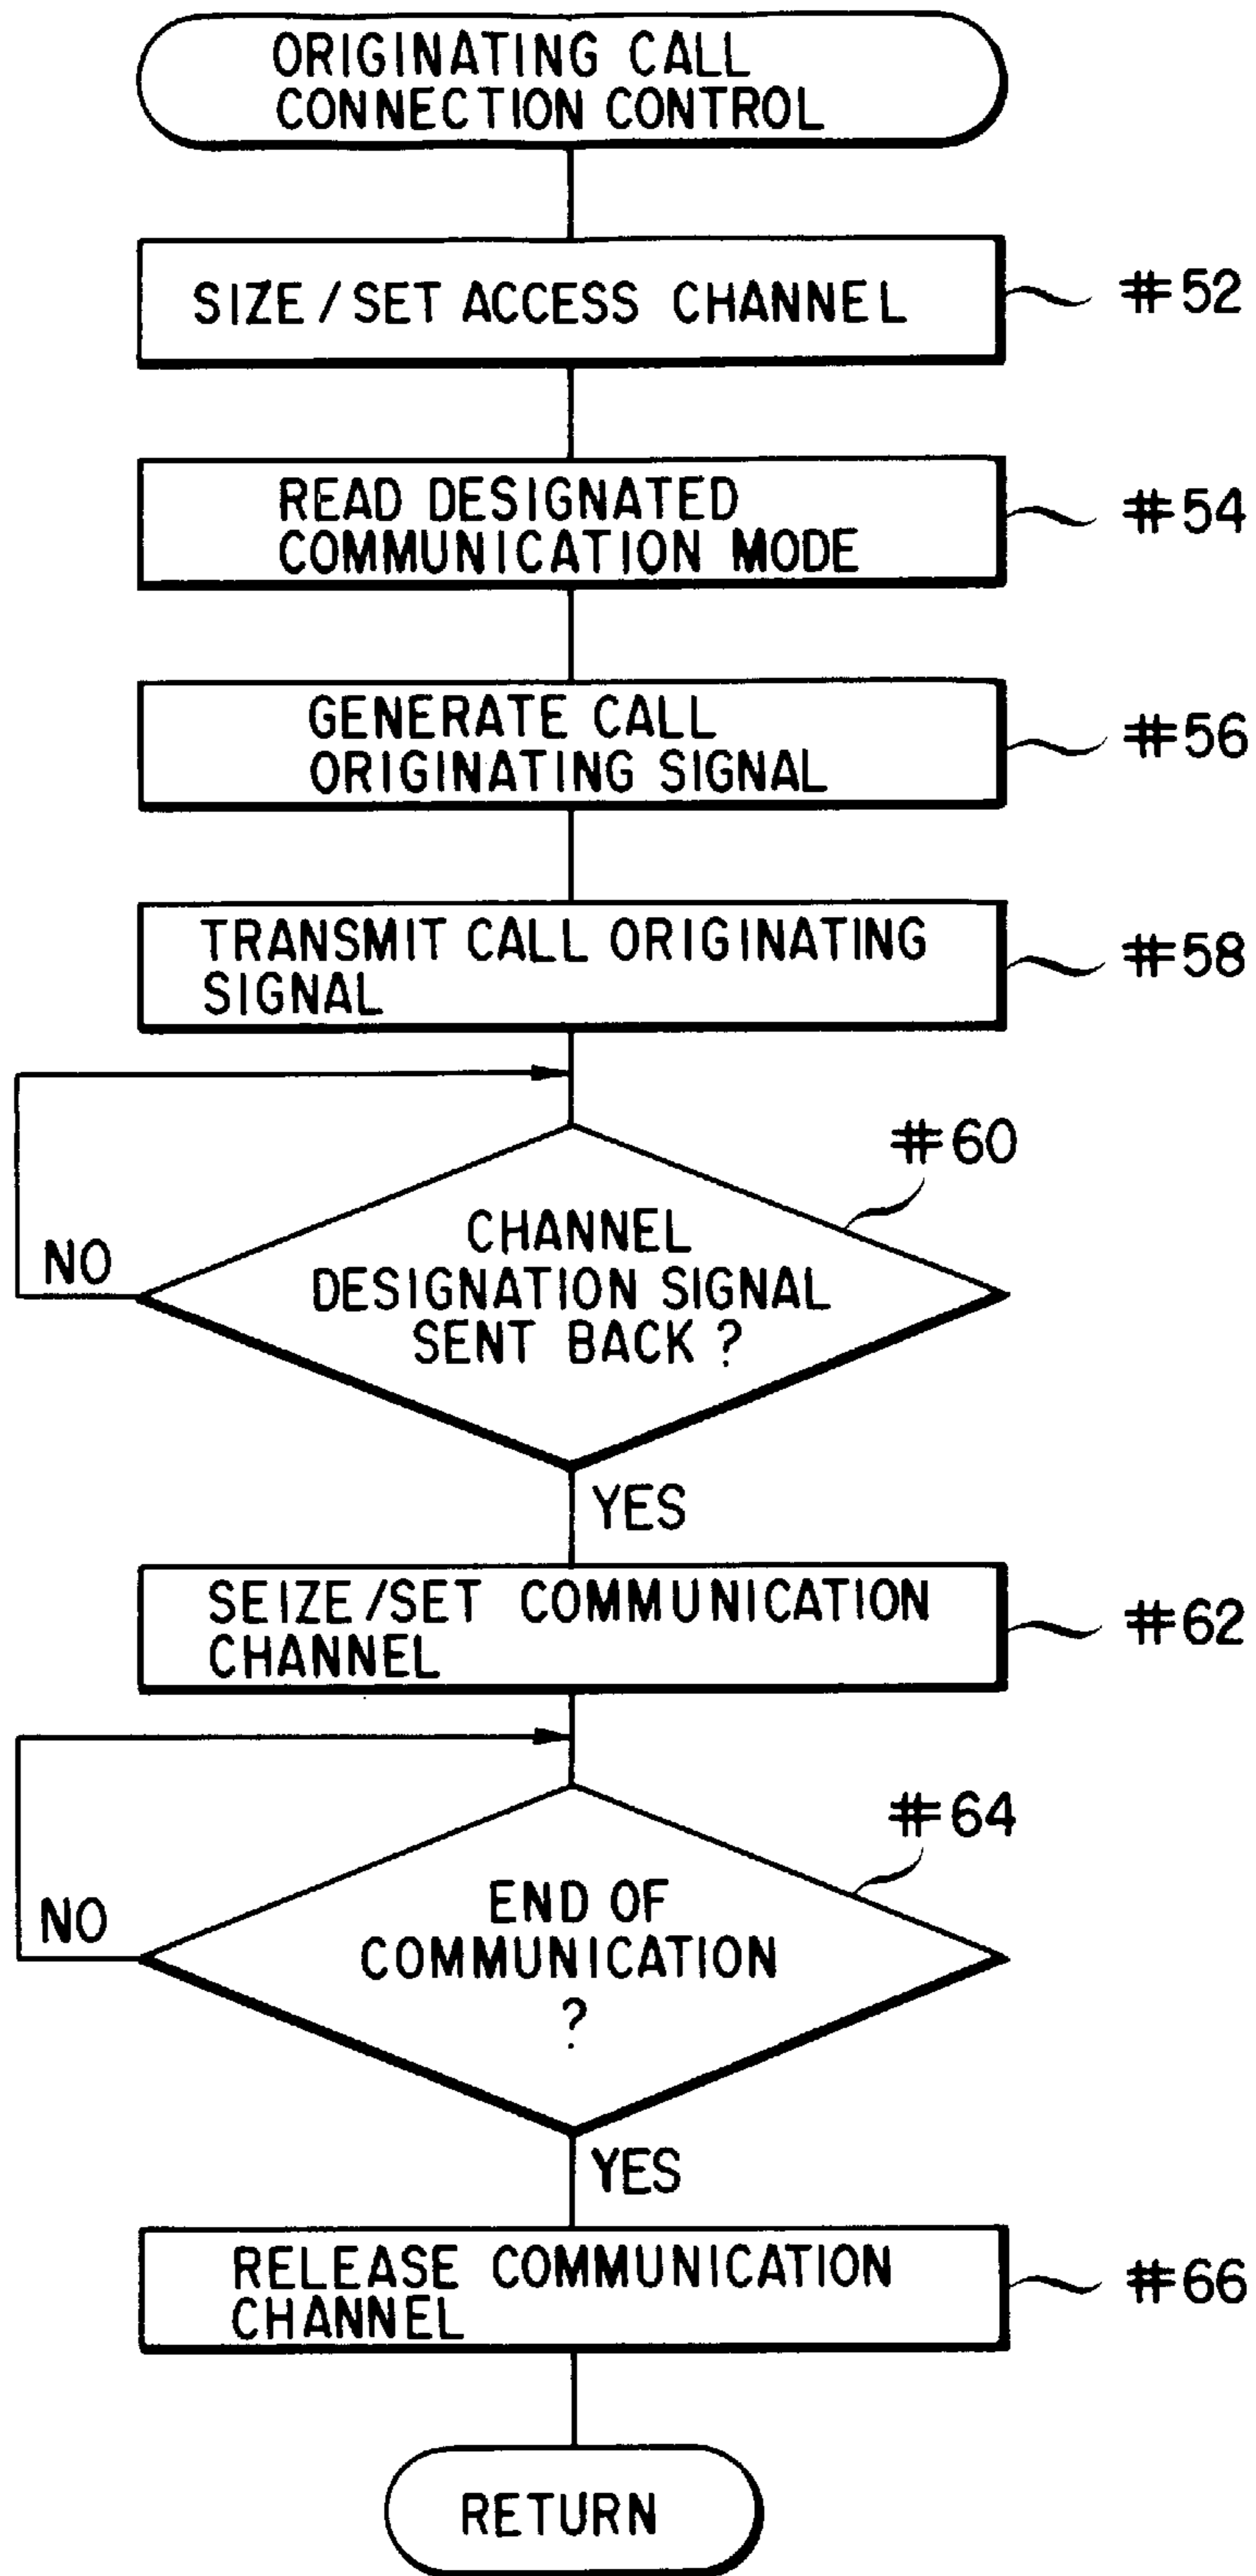 ORIGINATING CALL
CONNECTION CONTROL
SIZE/SET ACCESS CHANNEL
#52
READ DESIGNATED
COMMUNICATION MODE
#54
GENERATE CALL
ORIGINATING SIGNAL
#56
TRANSMIT CALL ORIGINATING
SIGNAL
#58
#60
CHANNEL
DESIGNATION SIGNAL
SENT BACK ?
NO
YES
SEIZE/SET COMMUNICATION
CHANNEL
#62
#64
END OF
COMMUNICATION
?
NO
YES
RELEASE COMMUNICATION
CHANNEL
#66
RETURN